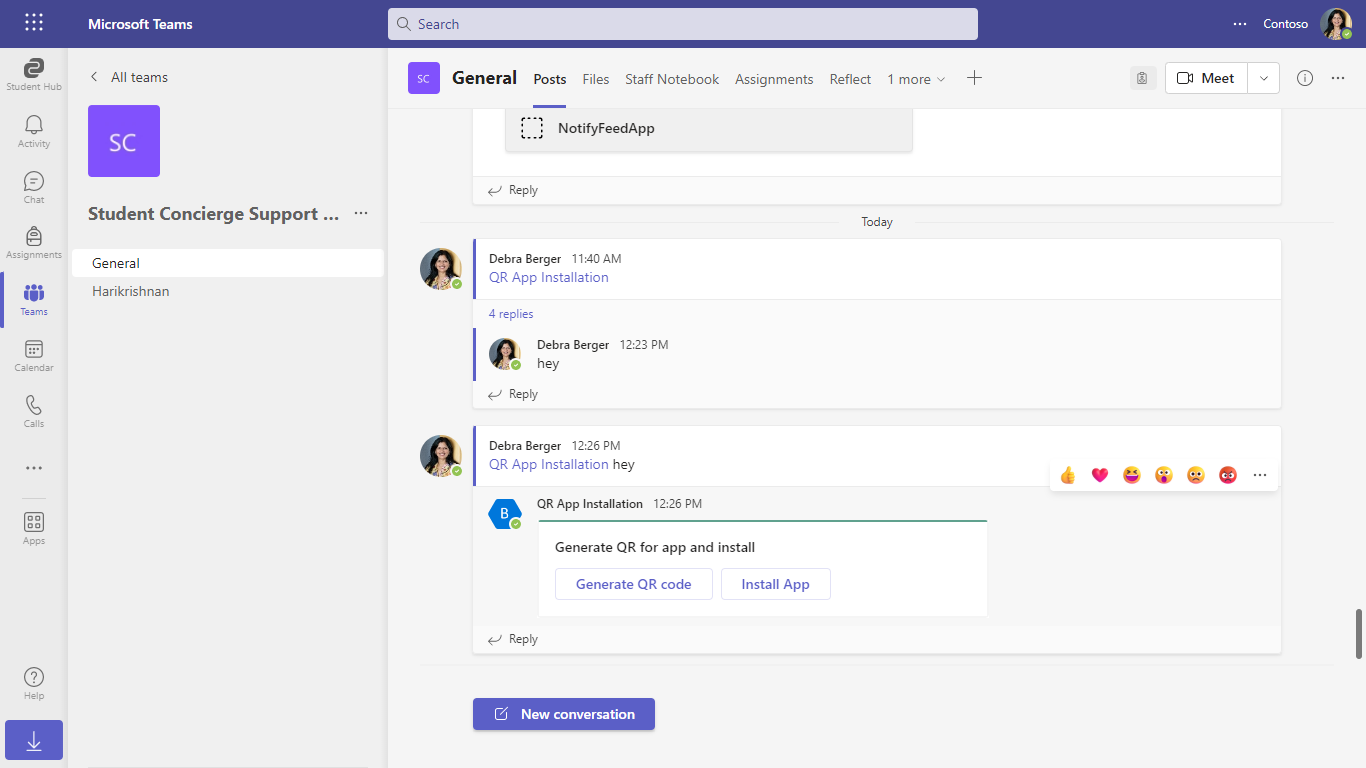 Microsoft Teams
Search
Contoso
Student Hub
Activity
Chat
Assignments
Teams
Calendar
Calls
Apps
Help
All teams
SC
Student Concierge Support ...
General
Harikrishnan
SC
General
Posts
Files
Staff Notebook
Assignments
Reflect
1 more
Meet
NotifyFeedApp
Reply
Today
Debra Berger 11:40 AM
QR App Installation
4 replies
Debra Berger 12:23 PM
hey
Reply
Debra Berger 12:26 PM
QR App Installation hey
B
QR App Installation 12:26 PM
Generate QR for app and install
Generate QR code
Install App
Reply
New conversation